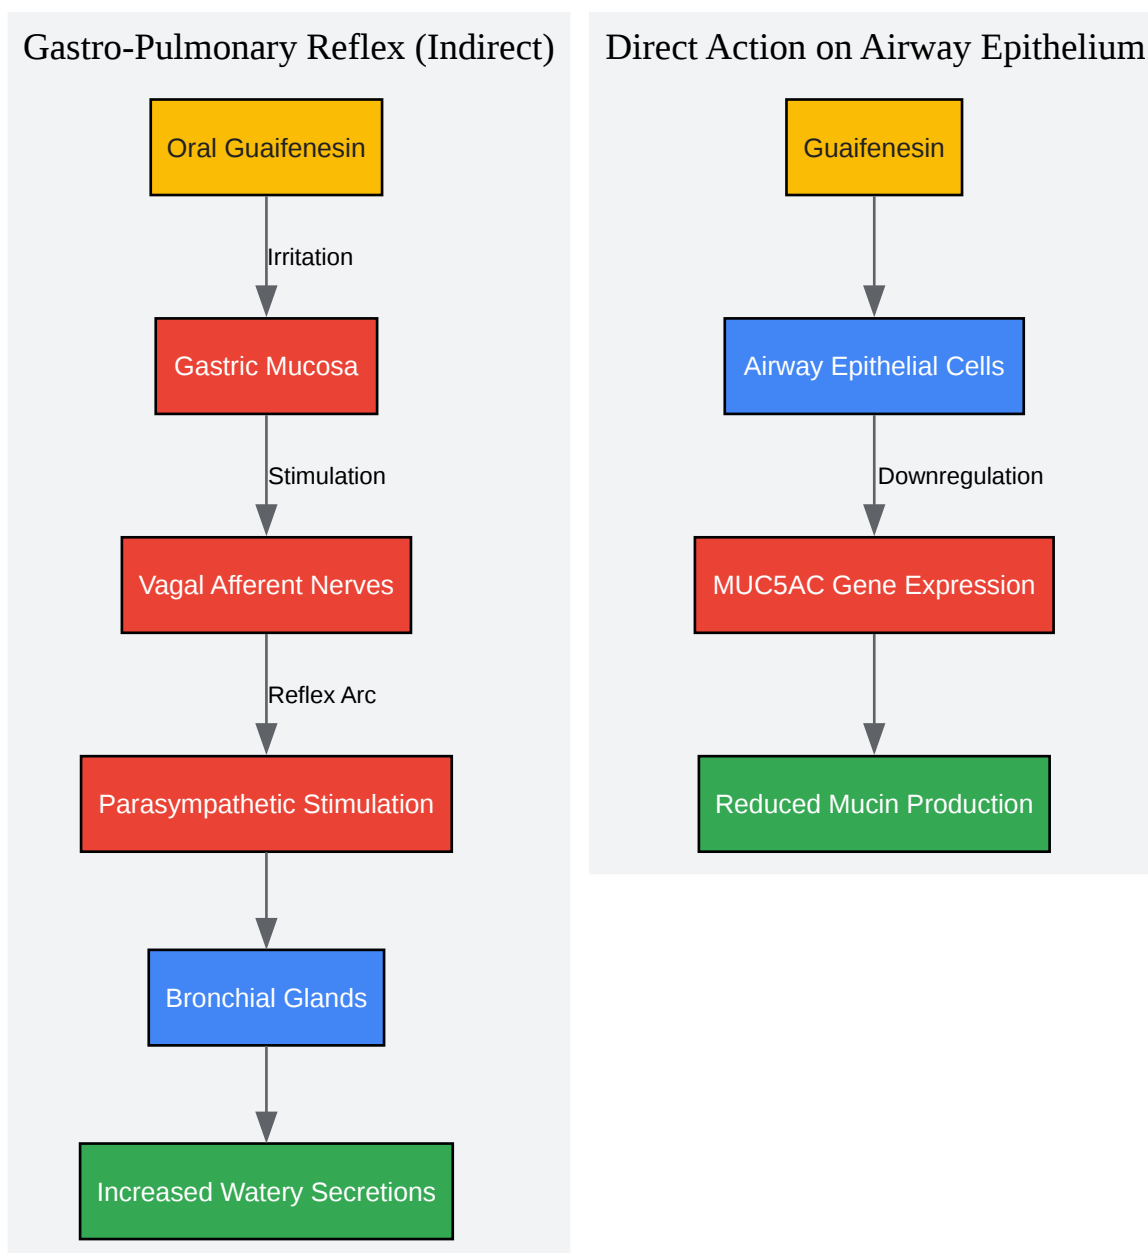 Gastro-Pulmonary Reflex (Indirect)
Oral Guaifenesin
Irritation
Gastric Mucosa
Stimulation
Vagal Afferent Nerves
Reflex Arc
Parasympathetic Stimulation
Bronchial Glands
Increased Watery Secretions
Direct Action on Airway Epithelium
Guaifenesin
Airway Epithelial Cells
Downregulation
MUC5AC Gene Expression
Reduced Mucin Production